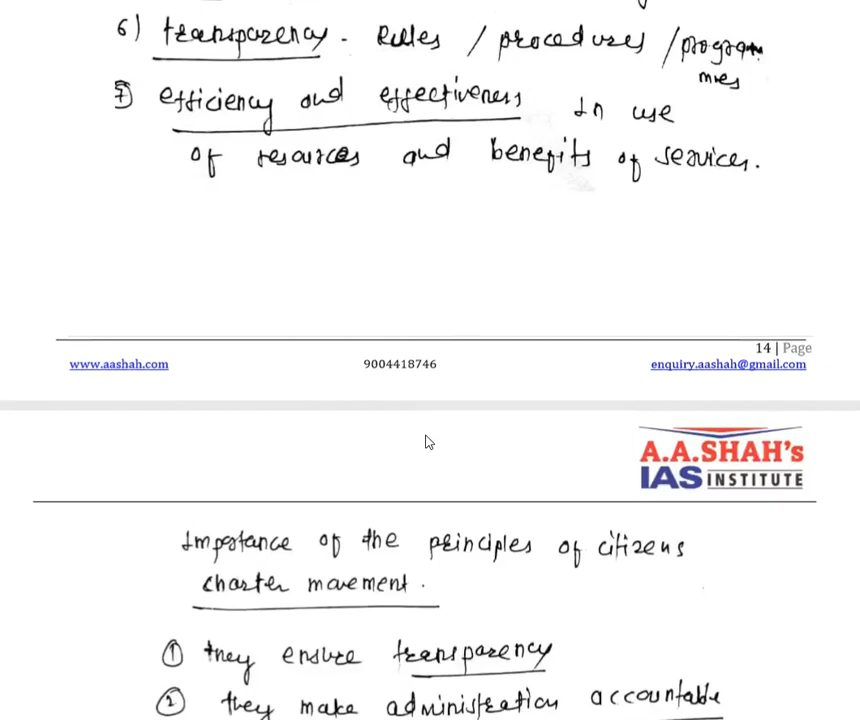 6) transparency. Rules / procedures / program
mes
7) efficiency and effectiveness in use
of resources and benefits of services.
14 | Page
www.aashah.com 9004418746 enquiry.aashah@gmail.com
A.A.SHAH's
IAS INSTITUTE
Importance of the principles of citizens
charter movement.
① they ensure transparency
② they make administration accountable